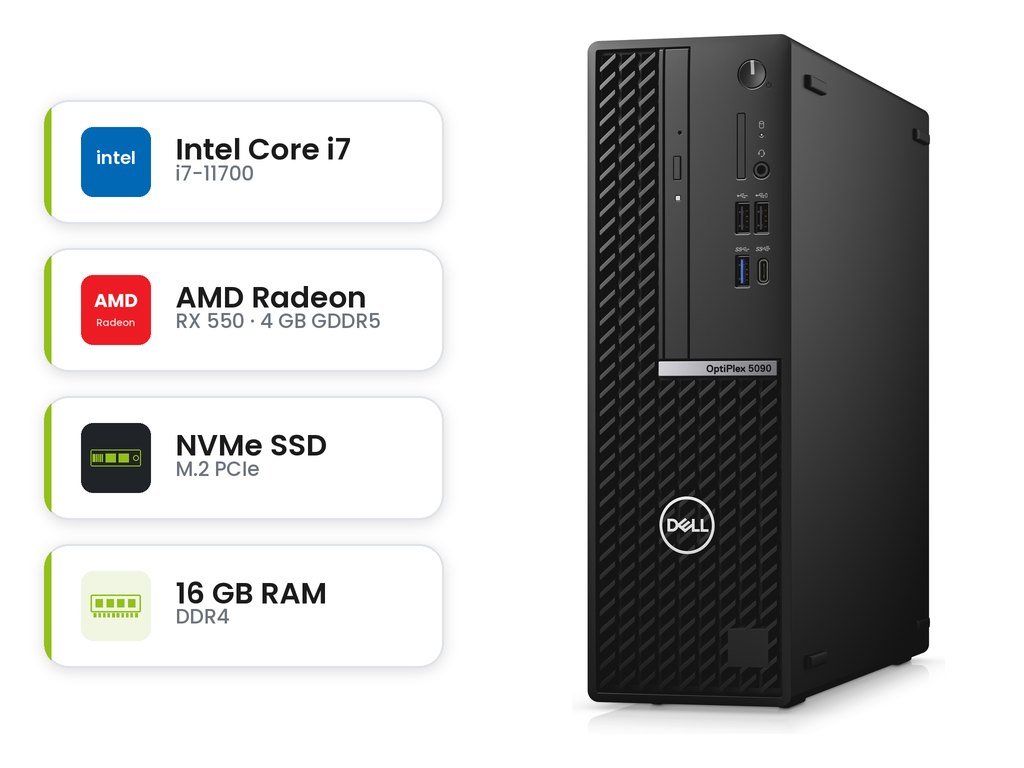 intel
Intel Core i7
i7-11700
AMD
Radeon
AMD Radeon
RX 550 · 4 GB GDDR5
NVMe SSD
M.2 PCIe
16 GB RAM
DDR4
OptiPlex 5090
DELL